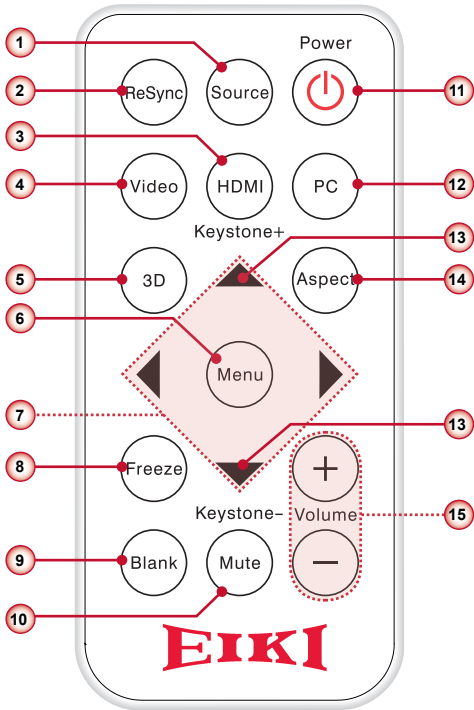 Power
1
2
ReSync
Source
11
3
4
Video
HDMI
PC
12
Keystone+
13
5
3D
Aspect
14
6
Menu
7
13
8
Freeze
+
Keystone–
Volume
15
9
Blank
Mute
–
10
EIKI